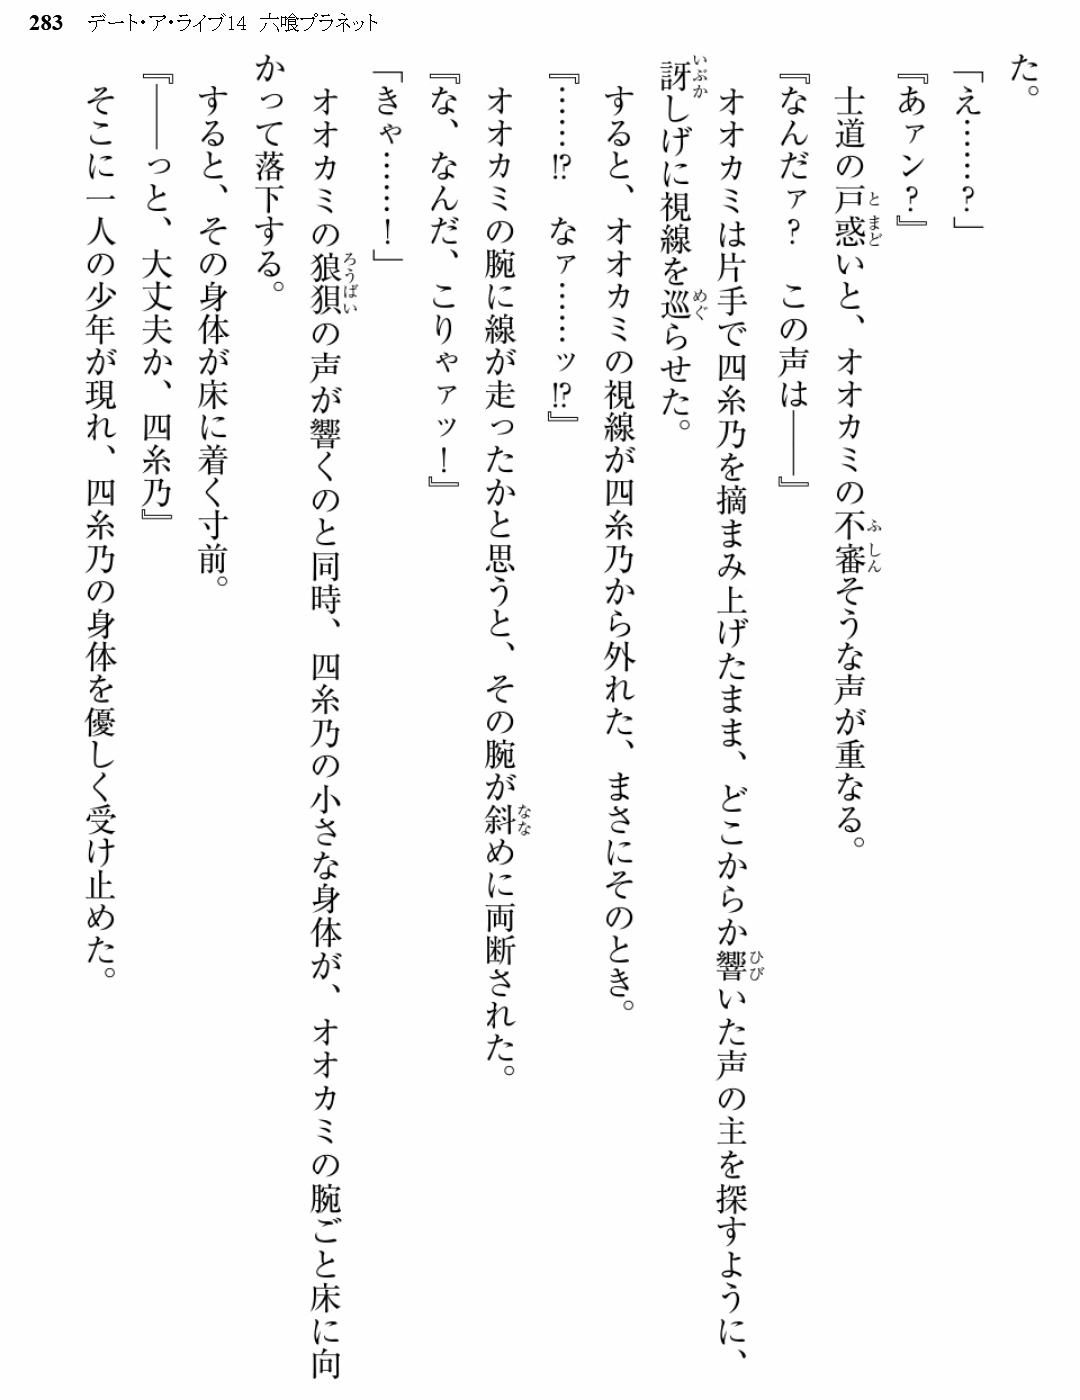 283 デート・ア・ライブ14 六喰プラネット
た。
「え……？」
『あァン？』
士道の戸惑いと、オオカミの不審そうな声が重なる。
『なんだァ？　この声は――』
オオカミは片手で四糸乃を摘まみ上げたまま、どこからか響いた声の主を探すように、
訝しげに視線を巡らせた。
すると、オオカミの視線が四糸乃から外れた、まさにそのとき。
『……!?　なァ……ッ!?』
オオカミの腕に線が走ったかと思うと、その腕が斜めに両断された。
『な、なんだ、こりゃァッ！』
「きゃ……！」
オオカミの狼狽の声が響くのと同時、四糸乃の小さな身体が、オオカミの腕ごと床に向
かって落下する。
すると、その身体が床に着く寸前。
『――っと、大丈夫か、四糸乃』
そこに一人の少年が現れ、四糸乃の身体を優しく受け止めた。